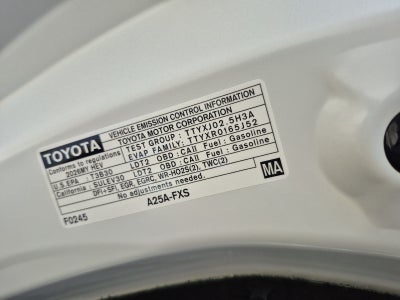 TOYOTA
VEHICLE EMISSION CONTROL INFORMATION
TOYOTA MOTOR CORPORATION
TEST GROUP : TTYXJ02.5H3A
EVAP FAMILY: TTYXR0165J52
Conforms to regulations
2026MY HEV
U.S. EPA : T3B30 LDT2 OBD:CAII Fuel: Gasoline
California : SULEV30 LDT2 OBD:CAII Fuel: Gasoline
DFI+SFI, EGR, EGRC, WR-HO2S(2), TWC(2)
No adjustments needed.
F0245
A25A-FXS
MA